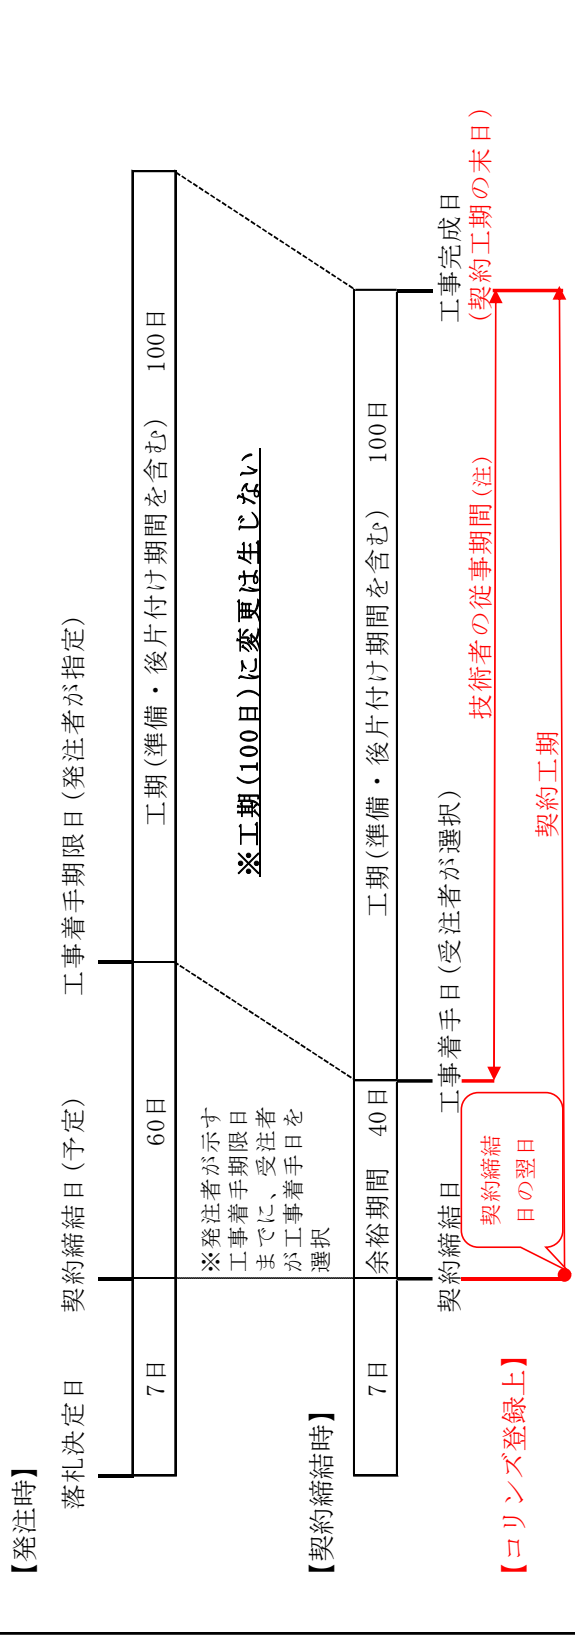 【発注時】
落札決定日
契約締結日(予定)
工事着手期限日(発注者が指定)
7日
60日
工期(準備・後片付け期間を含む) 100日
※発注者が示す
工事着手期限日
までに、受注者
が工事着手日を
選択
※工期(100日)に変更は生じない
【契約締結時】
7日
余裕期間 40日
工期(準備・後片付け期間を含む) 100日
契約締結日
工事着手日(受注者が選択)
工事完成日
(契約工期の末日)
【コリンズ登録上】
契約締結
日の翌日
技術者の従事期間(注)
契約工期